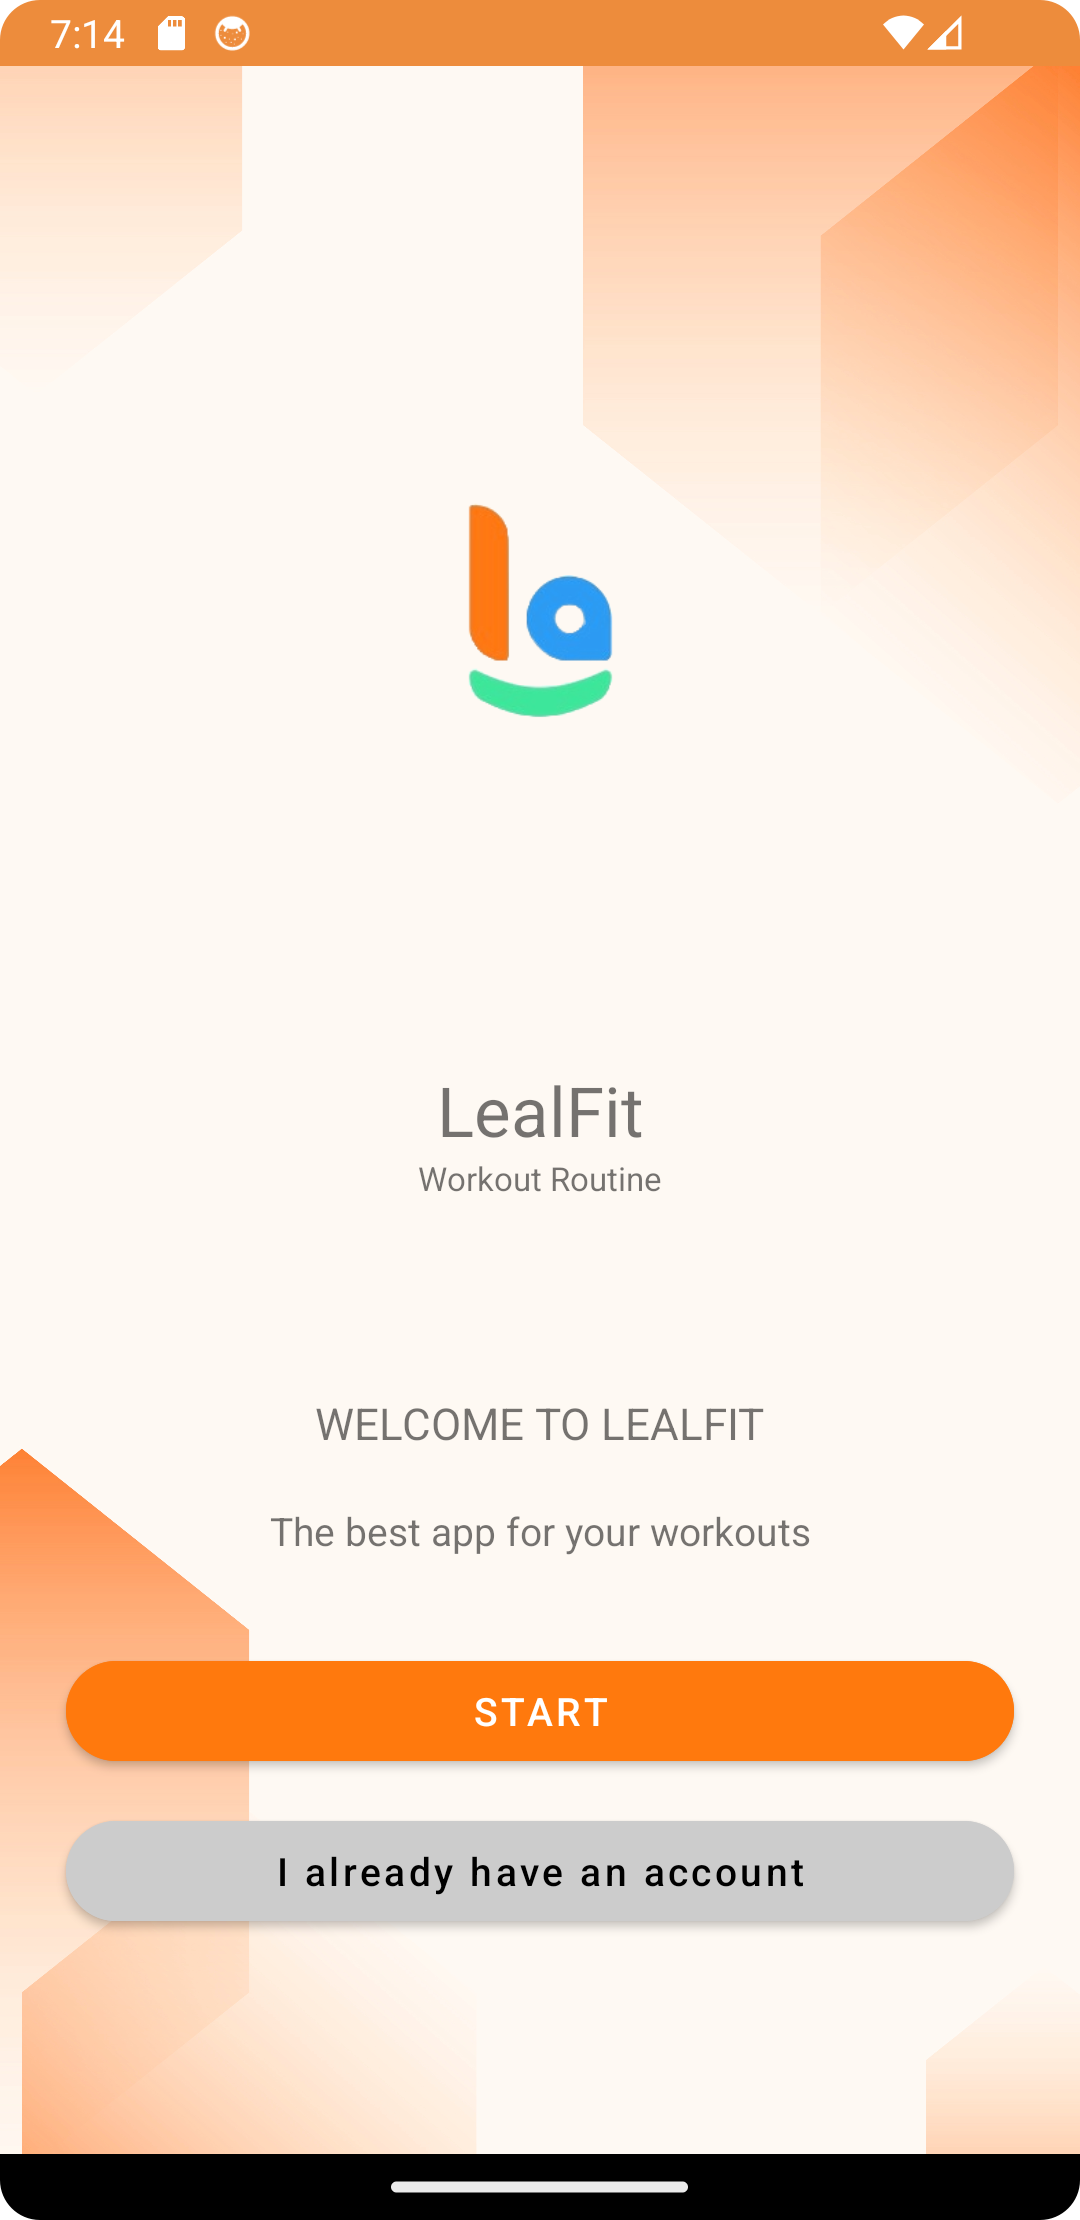 7:14
la
LealFit
Workout Routine
WELCOME TO LEALFIT
The best app for your workouts
START
I already have an account